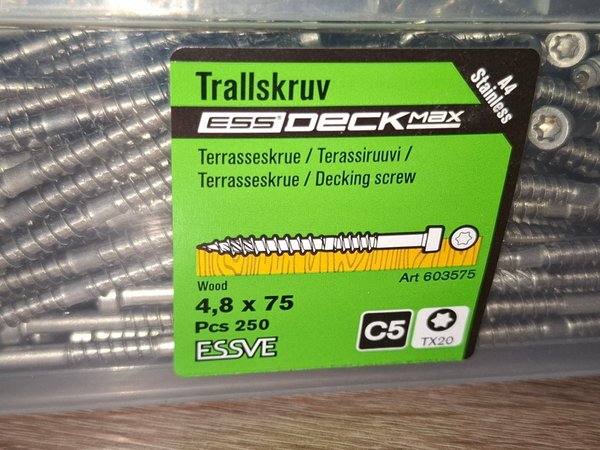 Trallskruv
A4
Stainless
ESS DECK MAX
Terrasseskrue / Terassiruuvi /
Terrasseskrue / Decking screw
Art 603575
Wood
4,8 x 75
Pcs 250
ESSVE
C5
TX20